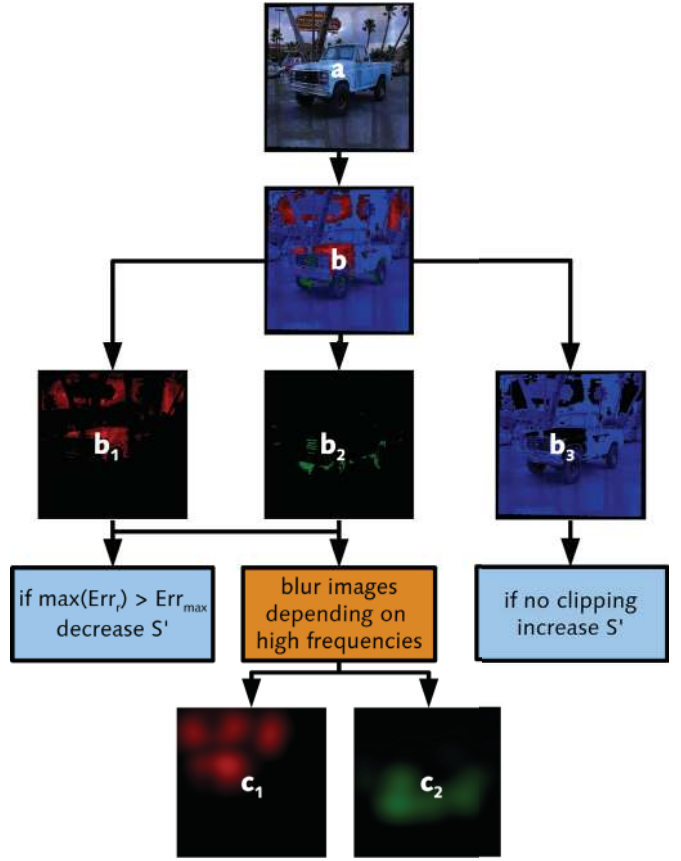 a
b
b₁
b₂
b₃
if max(Errᵣ) > Errₘₐₓ
decrease S'
blur images
depending on
high frequencies
if no clipping
increase S'
c₁
c₂